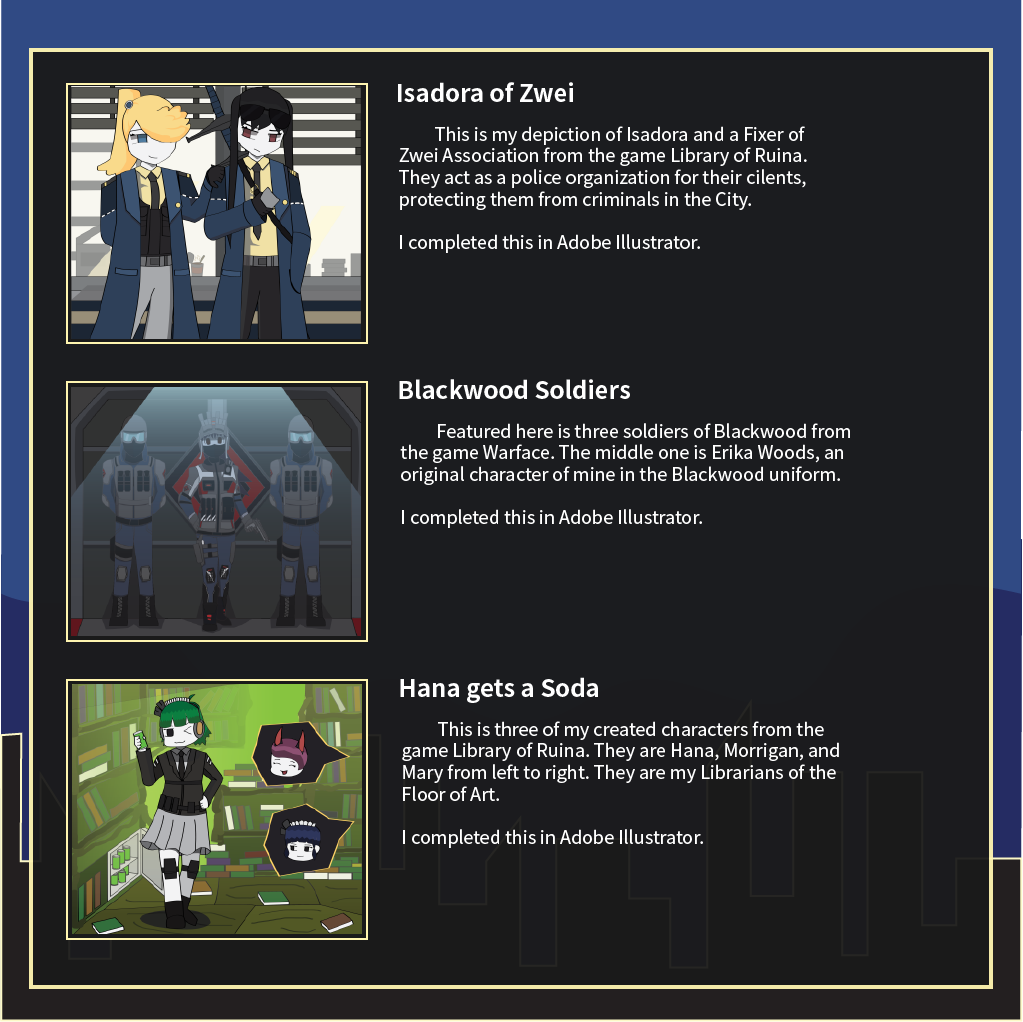 Isadora of Zwei
This is my depiction of Isadora and a Fixer of
Zwei Association from the game Library of Ruina.
They act as a police organization for their cilents,
protecting them from criminals in the City.
I completed this in Adobe Illustrator.
Blackwood Soldiers
Featured here is three soldiers of Blackwood from
the game Warface. The middle one is Erika Woods, an
original character of mine in the Blackwood uniform.
I completed this in Adobe Illustrator.
Hana gets a Soda
This is three of my created characters from the
game Library of Ruina. They are Hana, Morrigan, and
Mary from left to right. They are my Librarians of the
Floor of Art.
I completed this in Adobe Illustrator.